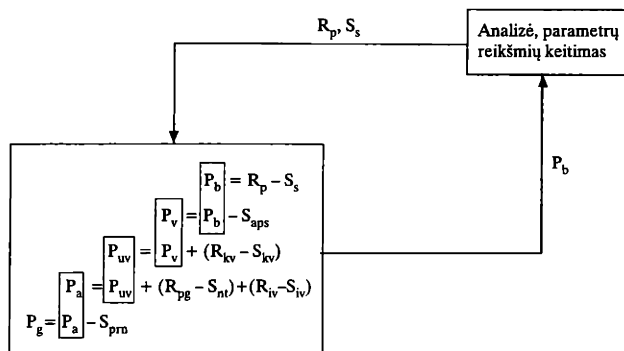 R_p, S_s
Analizė, parametrų
reikšmių keitimas
P_b
P_b = R_p – S_s
P_v = P_b – S_aps
P_uv = P_v + (R_kv – S_kv)
P_a = P_uv + (R_pg – S_nt) + (R_iv – S_iv)
P_g = P_a – S_prn